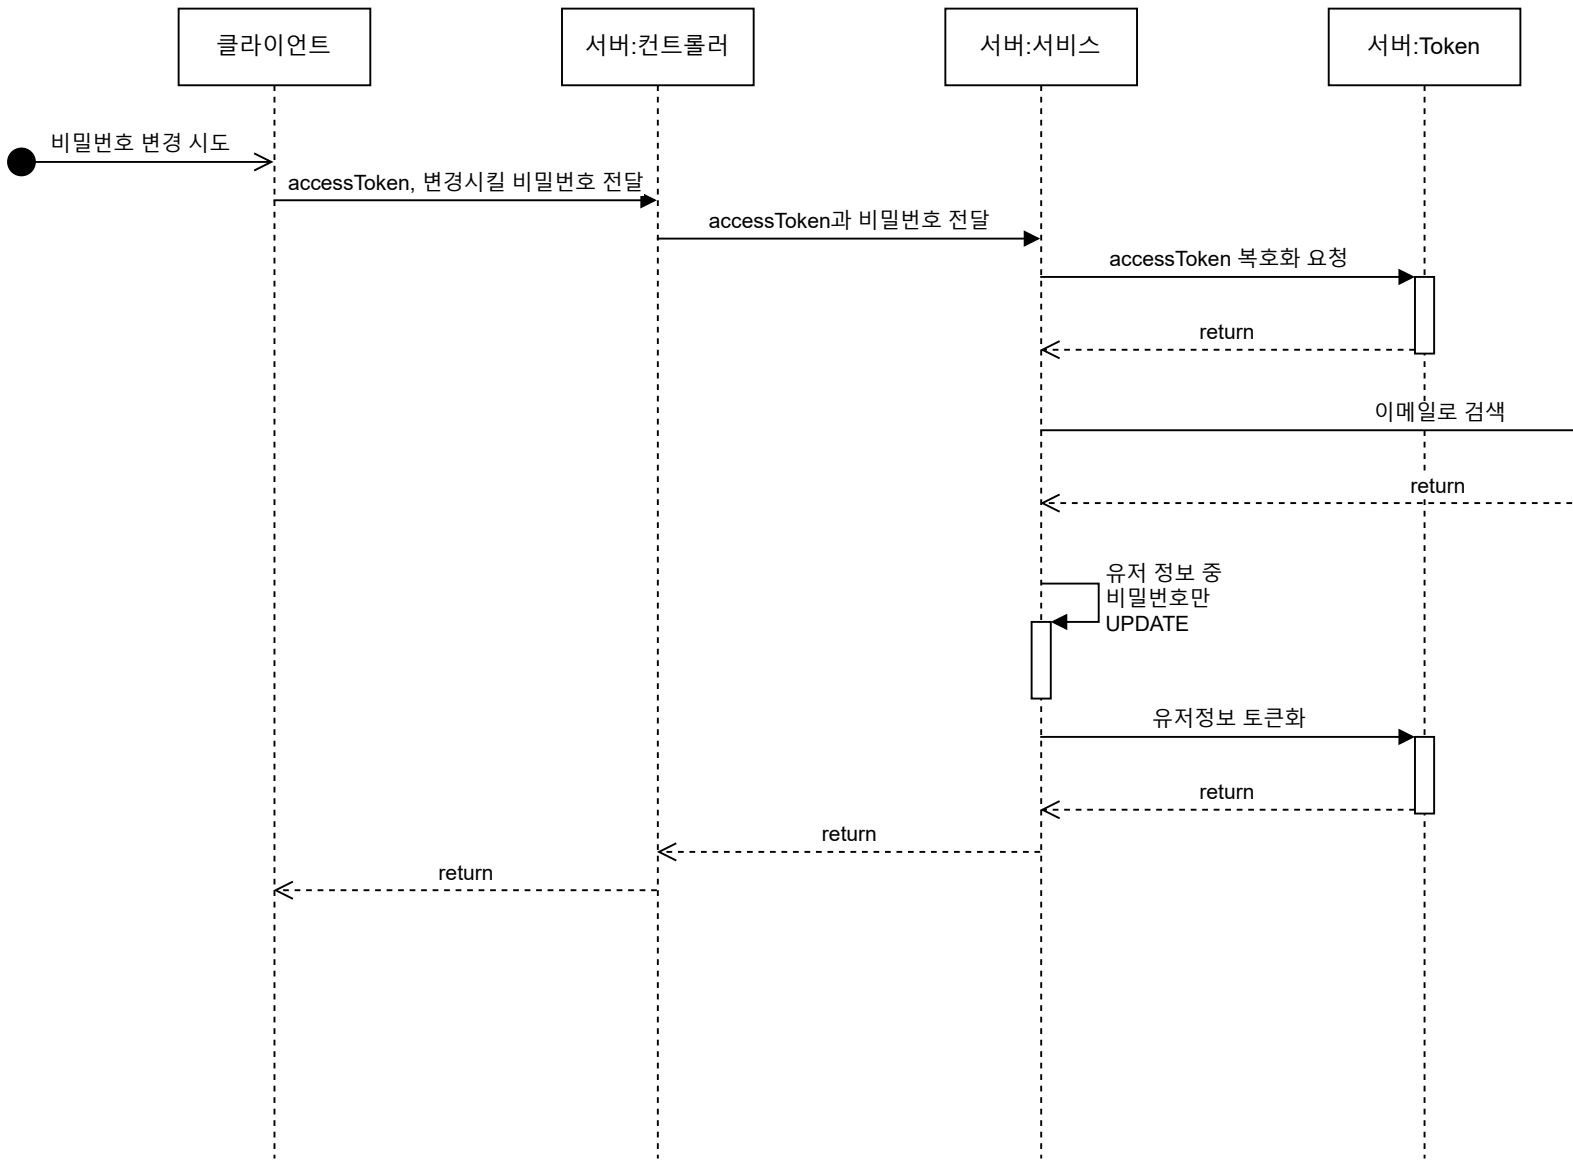 클라이언트
서버:컨트롤러
서버:서비스
서버:Token
비밀번호 변경 시도
accessToken, 변경시킬 비밀번호 전달
accessToken과 비밀번호 전달
accessToken 복호화 요청
return
이메일로 검색
return
유저 정보 중
비밀번호만
UPDATE
유저정보 토큰화
return
return
return